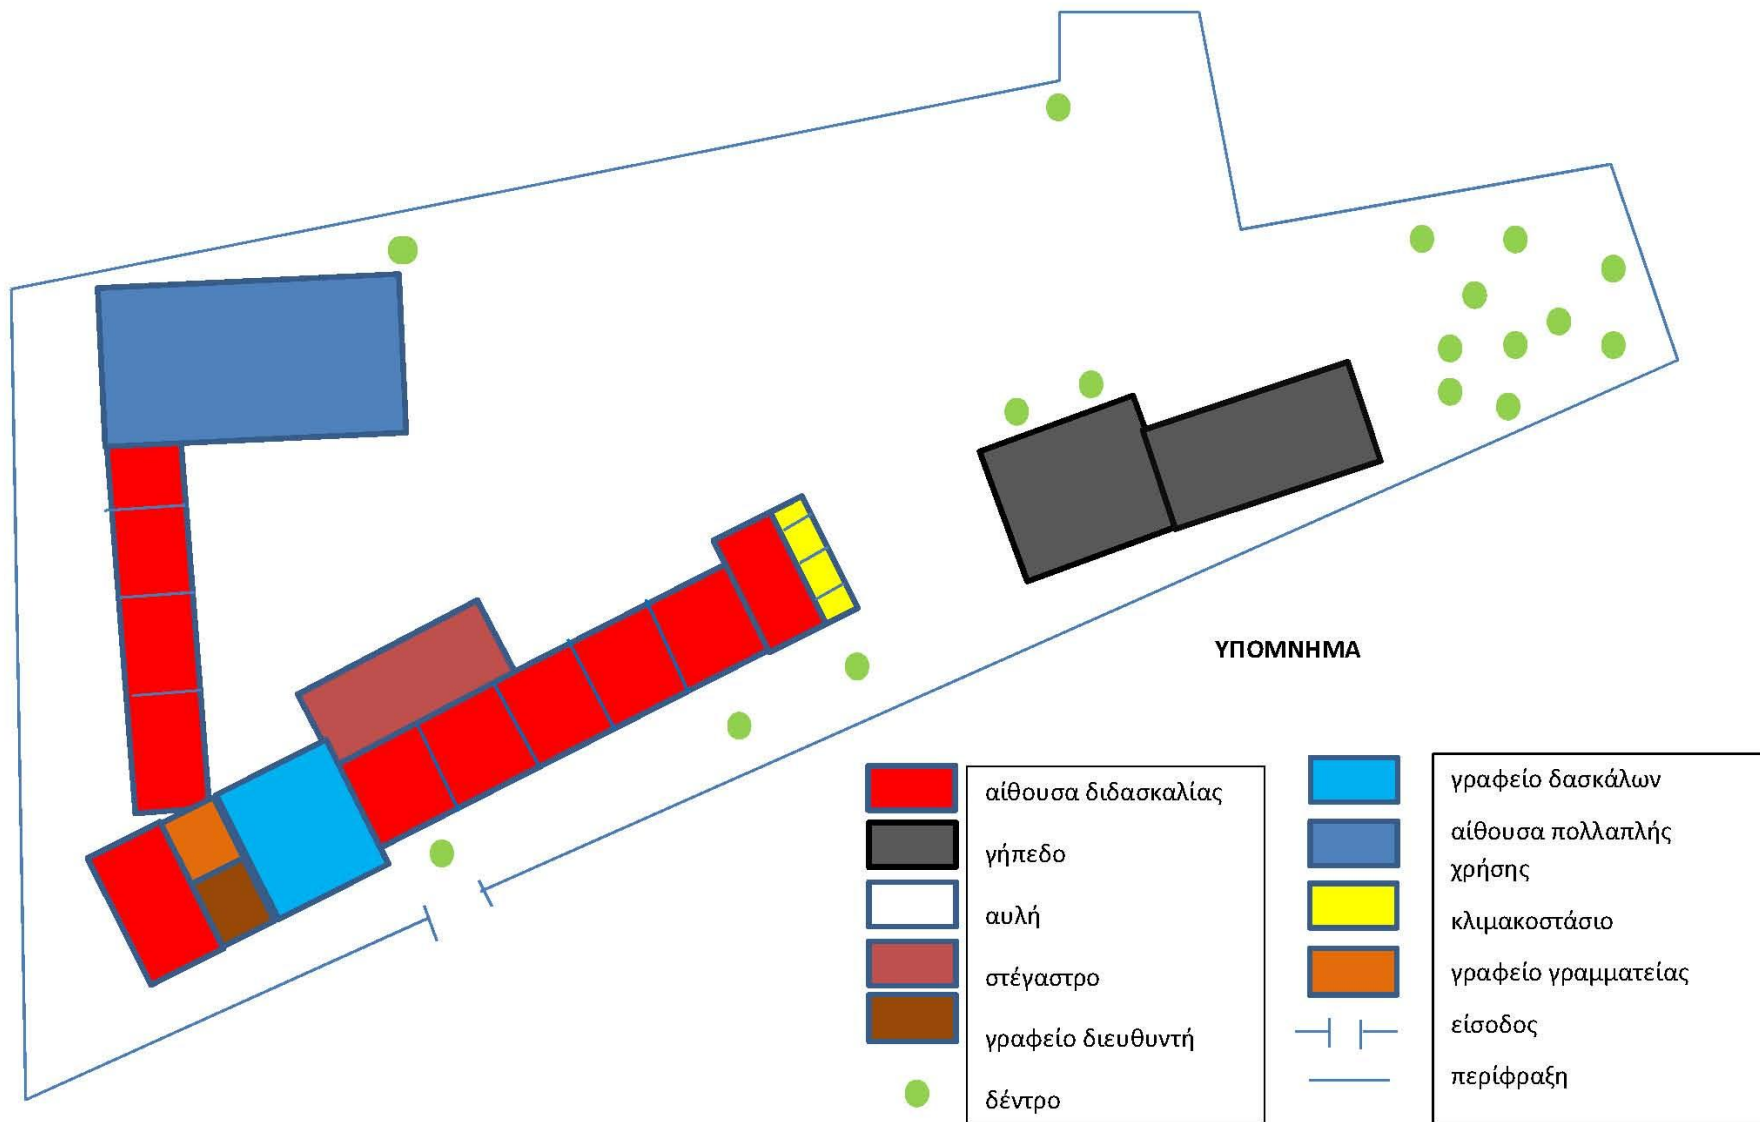 ΥΠΟΜΝΗΜΑ
αίθουσα διδασκαλίας
γήπεδο
αυλή
στέγαστρο
γραφείο διευθυντή
δέντρο
γραφείο δασκάλων
αίθουσα πολλαπλής
χρήσης
κλιμακοστάσιο
γραφείο γραμματείας
είσοδος
περίφραξη